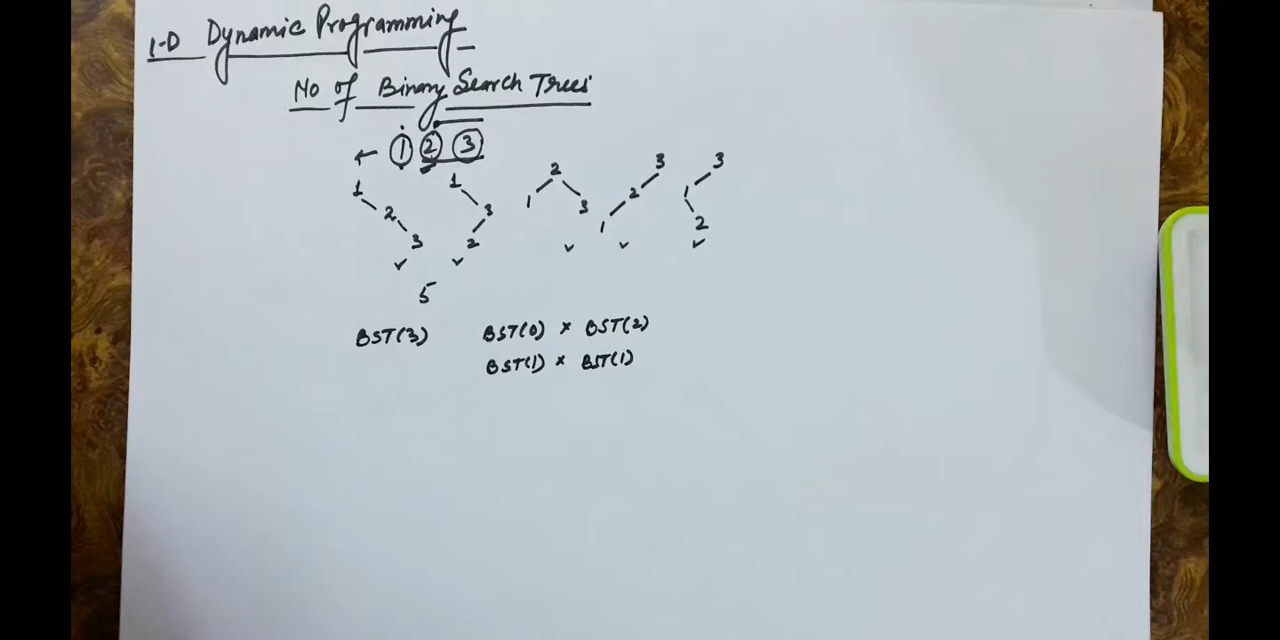 1-D Dynamic Programming
No of Binary Search Trees
← 1 2 3
1 1 2 3 3
2 3 1 3 2 1
3 2 1 2
✓ ✓ ✓ ✓ ✓
5
BST(3) BST(0) × BST(2)
BST(1) × BST(1)